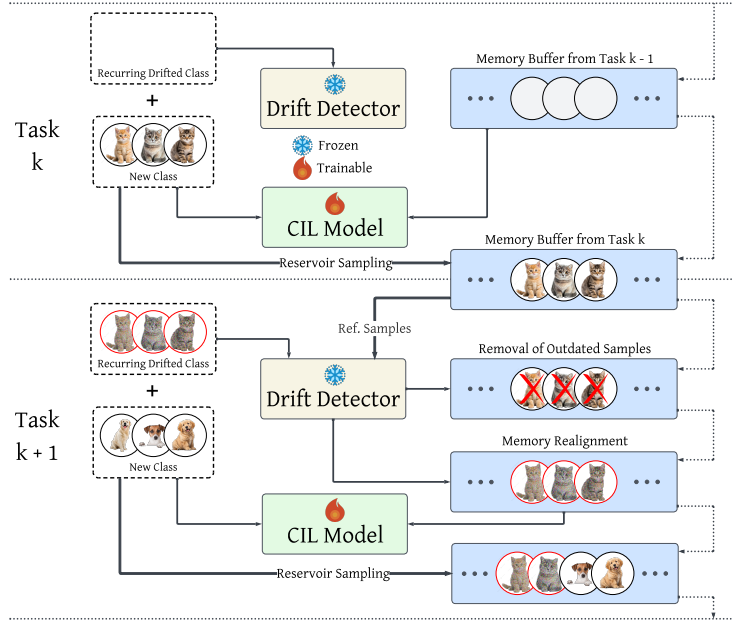 Task
k
Recurring Drifted Class
+
New Class
Drift Detector
Frozen
Trainable
CIL Model
Memory Buffer from Task k - 1
... ...
Reservoir Sampling
Memory Buffer from Task k
... ...
Task
k + 1
Recurring Drifted Class
+
New Class
Ref. Samples
Drift Detector
CIL Model
Removal of Outdated Samples
... ...
Memory Realignment
... ...
Reservoir Sampling
... ...